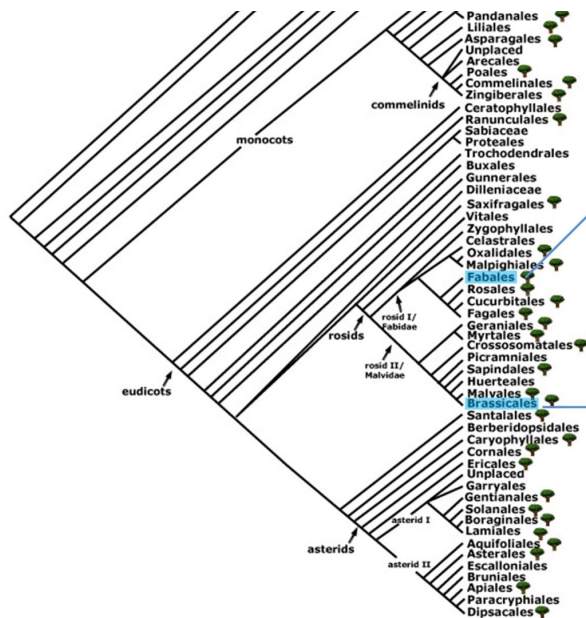 Pandanales
Liliales
Asparagales
Unplaced
Arecales
Poales
Commelinales
Zingiberales
commelinids
Ceratophyllales
Ranunculales
Sabiaceae
monocots
Proteales
Trochodendrales
Buxales
Gunnerales
Dilleniaceae
Saxifragales
Vitales
Zygophyllales
Celastrales
Oxalidales
Malpighiales
Fabales
Rosales
Cucurbitales
Fagales
rosid I/
Fabidae
rosids
Geraniales
Myrtales
Crossosomatales
Picramniales
rosid II/
Malvidae
Sapindales
Huerteales
Malvales
eudicots
Brassicales
Santalales
Berberidopsidales
Caryophyllales
Cornales
Ericales
Unplaced
Garryales
Gentianales
Solanales
asterid I
Boraginales
Lamiales
asterids
Aquifoliales
Asterales
asterid II
Escalloniales
Bruniales
Apiales
Paracryphiales
Dipsacales